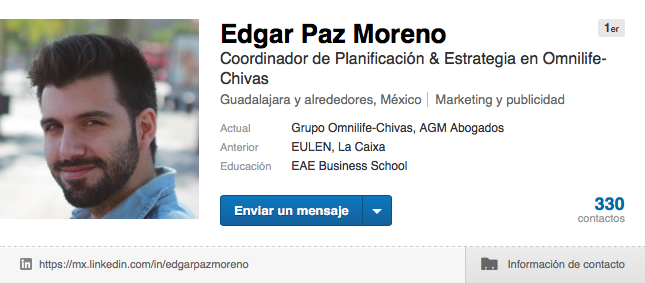 Edgar Paz Moreno
1er
Coordinador de Planificación & Estrategia en Omnilife-
Chivas
Guadalajara y alrededores, México | Marketing y publicidad
Actual Grupo Omnilife-Chivas, AGM Abogados
Anterior EULEN, La Caixa
Educación EAE Business School
Enviar un mensaje
330
contactos
in https://mx.linkedin.com/in/edgarpazmoreno
Información de contacto